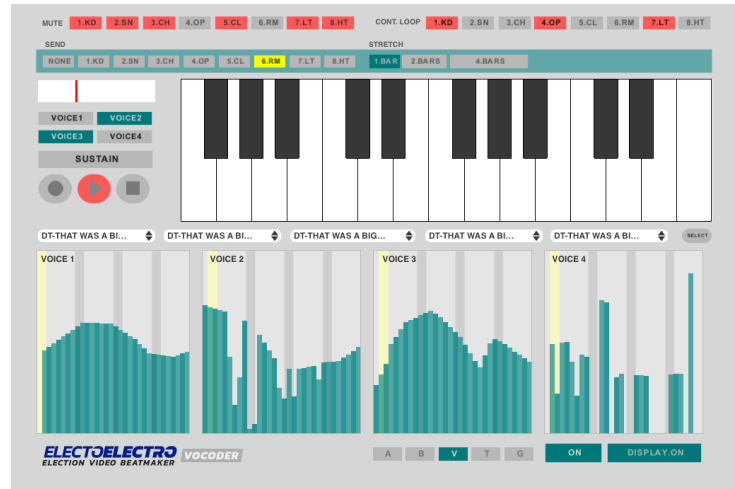 MUTE 1.KD 2.SN 3.CH 4.OP 5.CL 6.RM 7.LT 8.HT CONT. LOOP 1.KD 2.SN 3.CH 4.OP 5.CL 6.RM 7.LT 8.HT
SEND STRETCH
NONE 1.KD 2.SN 3.CH 4.OP 5.CL 6.RM 7.LT 8.HT 1.BAR 2.BARS 4.BARS
VOICE1 VOICE2
VOICE3 VOICE4
SUSTAIN
DT-THAT WAS A BI... DT-THAT WAS A BI... DT-THAT WAS A BIG... DT-THAT WAS A BI... DT-THAT WAS A BI... SELECT
VOICE 1 VOICE 2 VOICE 3 VOICE 4
ELECTOELECTRO VOCODER A B V T G ON DISPLAY.ON
ELECTION VIDEO BEATMAKER